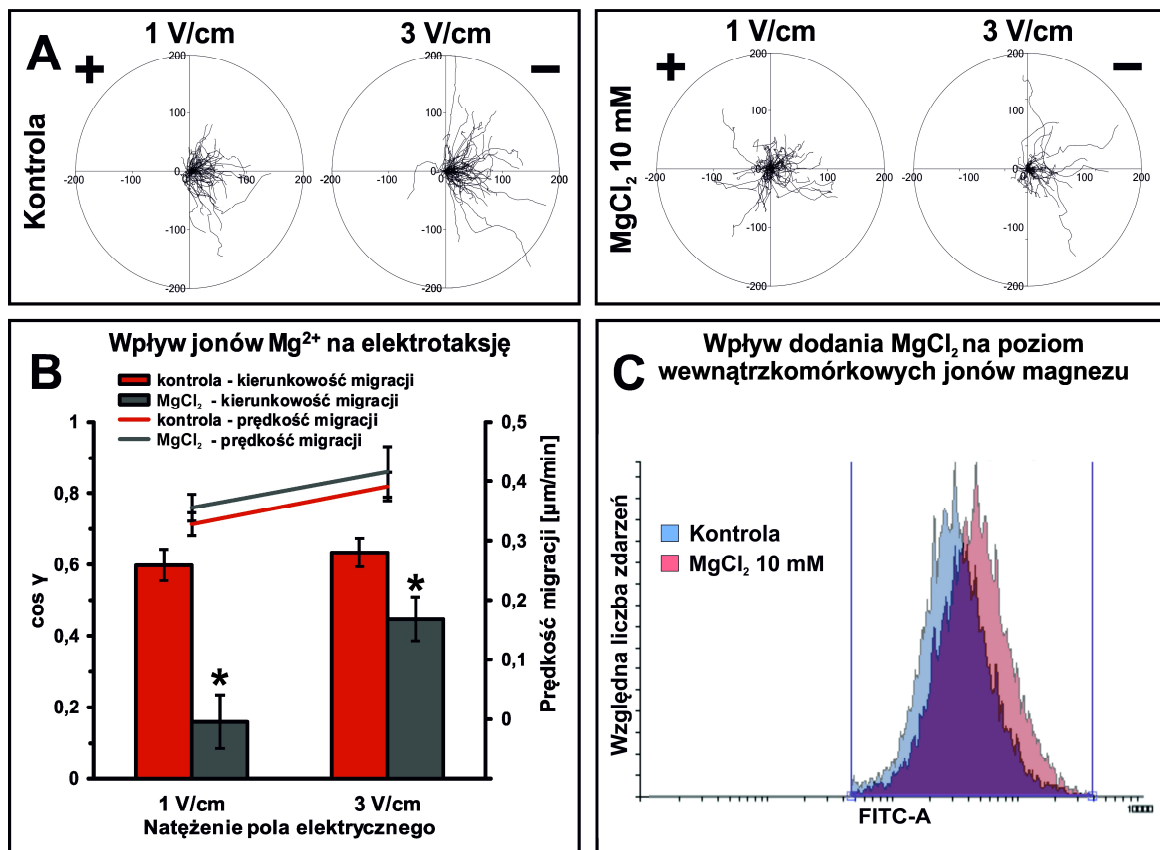 A
Kontrola
1 V/cm
3 V/cm
+
−
200
100
0
-200
-100
0
100
200
-100
-200
200
100
0
-200
-100
0
100
200
-100
-200
MgCl₂ 10 mM
1 V/cm
3 V/cm
+
−
200
100
0
-200
-100
0
100
200
-100
-200
200
100
0
-200
-100
0
100
200
-100
-200
B
Wpływ jonów Mg²⁺ na elektrotaksję
kontrola - kierunkowość migracji
MgCl₂ - kierunkowość migracji
kontrola - prędkość migracji
MgCl₂ - prędkość migracji
cos γ
1
0,8
0,6
0,4
0,2
0
*
*
0,5
0,4
0,3
0,2
0,1
0
Prędkość migracji [µm/min]
1 V/cm
3 V/cm
Natężenie pola elektrycznego
C
Wpływ dodania MgCl₂ na poziom
wewnątrzkomórkowych jonów magnezu
Względna liczba zdarzeń
Kontrola
MgCl₂ 10 mM
FITC-A